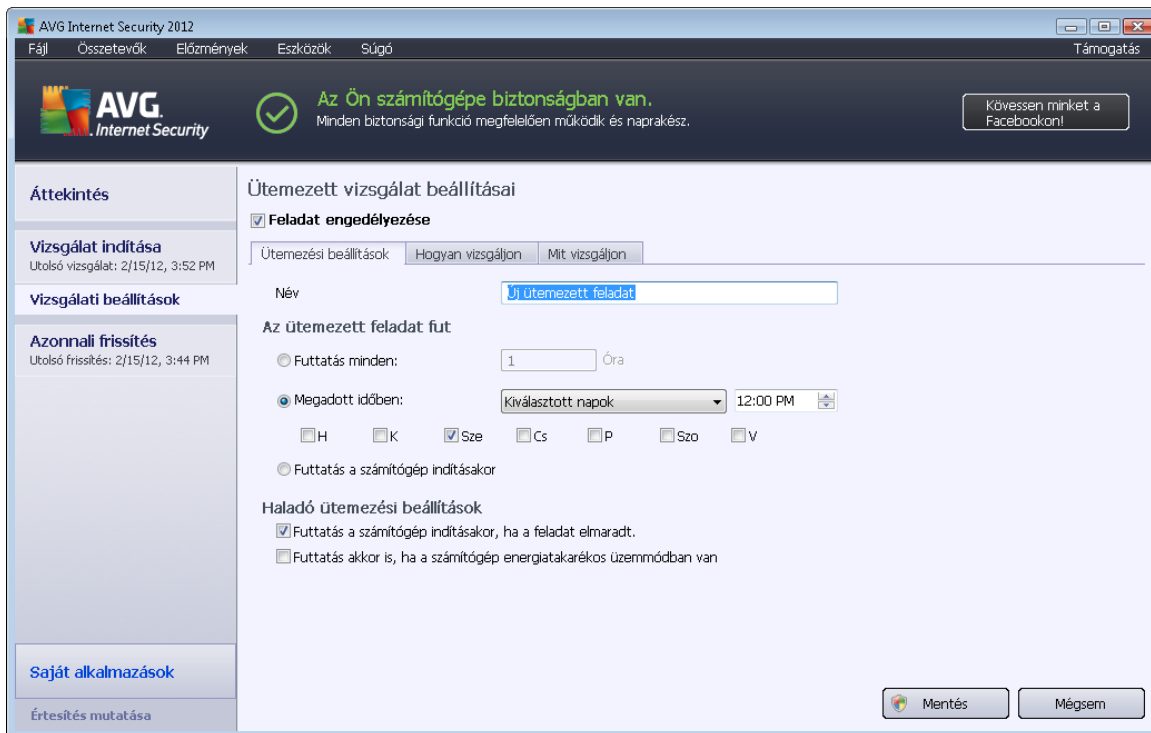 AVG Internet Security 2012
Fájl Összetevők Előzmények Eszközök Súgó Támogatás
AVG.
Internet Security
Az Ön számítógépe biztonságban van.
Minden biztonsági funkció megfelelően működik és naprakész.
Kövessen minket a
Facebookon!
Áttekintés
Vizsgálat indítása
Utolsó vizsgálat: 2/15/12, 3:52 PM
Vizsgálati beállítások
Azonnali frissítés
Utolsó frissítés: 2/15/12, 3:44 PM
Saját alkalmazások
Értesítés mutatása
Ütemezett vizsgálat beállításai
Feladat engedélyezése
Ütemezési beállítások Hogyan vizsgáljon Mit vizsgáljon
Név Új ütemezett feladat
Az ütemezett feladat fut
Futtatás minden: 1 Óra
Megadott időben: Kiválasztott napok 12:00 PM
H K Sze Cs P Szo V
Futtatás a számítógép indításakor
Haladó ütemezési beállítások
Futtatás a számítógép indításakor, ha a feladat elmaradt.
Futtatás akkor is, ha a számítógép energiatakarékos üzemmódban van
Mentés Mégsem